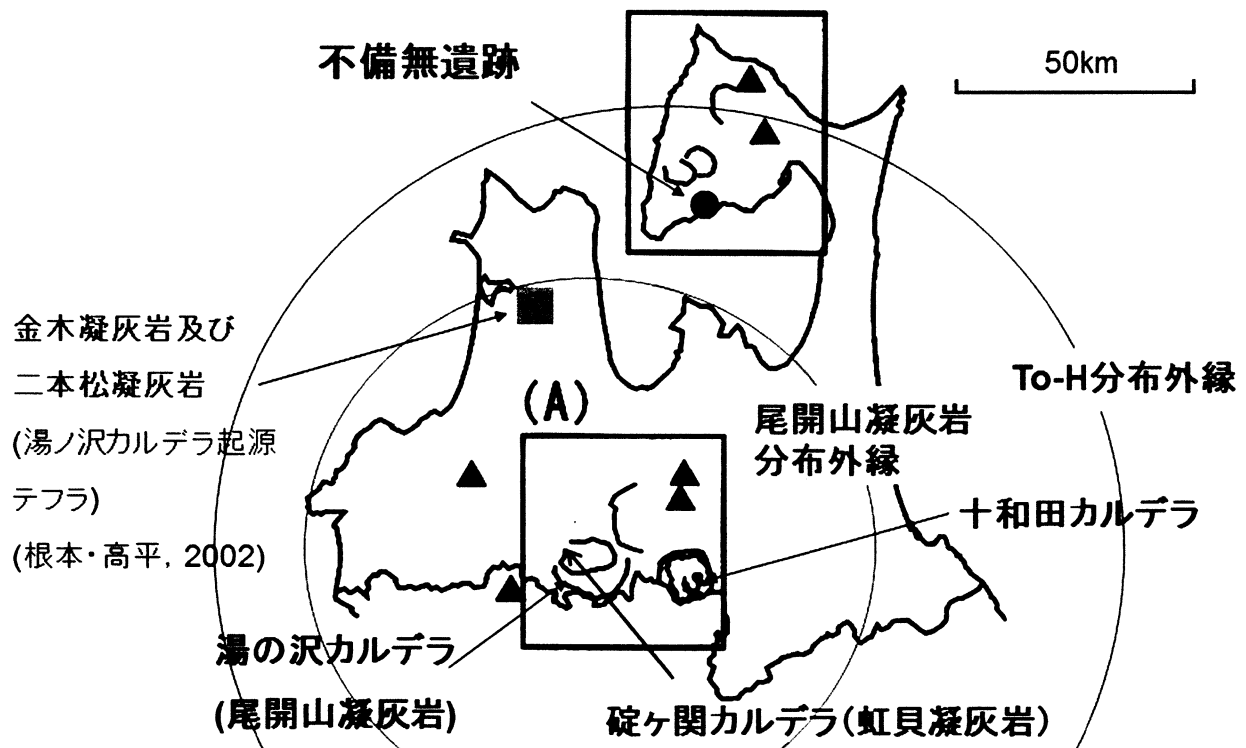 不備無遺跡
50km
金木凝灰岩及び
二本松凝灰岩
(湯ノ沢カルデラ起源
テフラ)
(根本・高平, 2002)
(A)
To-H分布外縁
尾開山凝灰岩
分布外縁
十和田カルデラ
湯の沢カルデラ
(尾開山凝灰岩)
碇ヶ関カルデラ(虹貝凝灰岩)